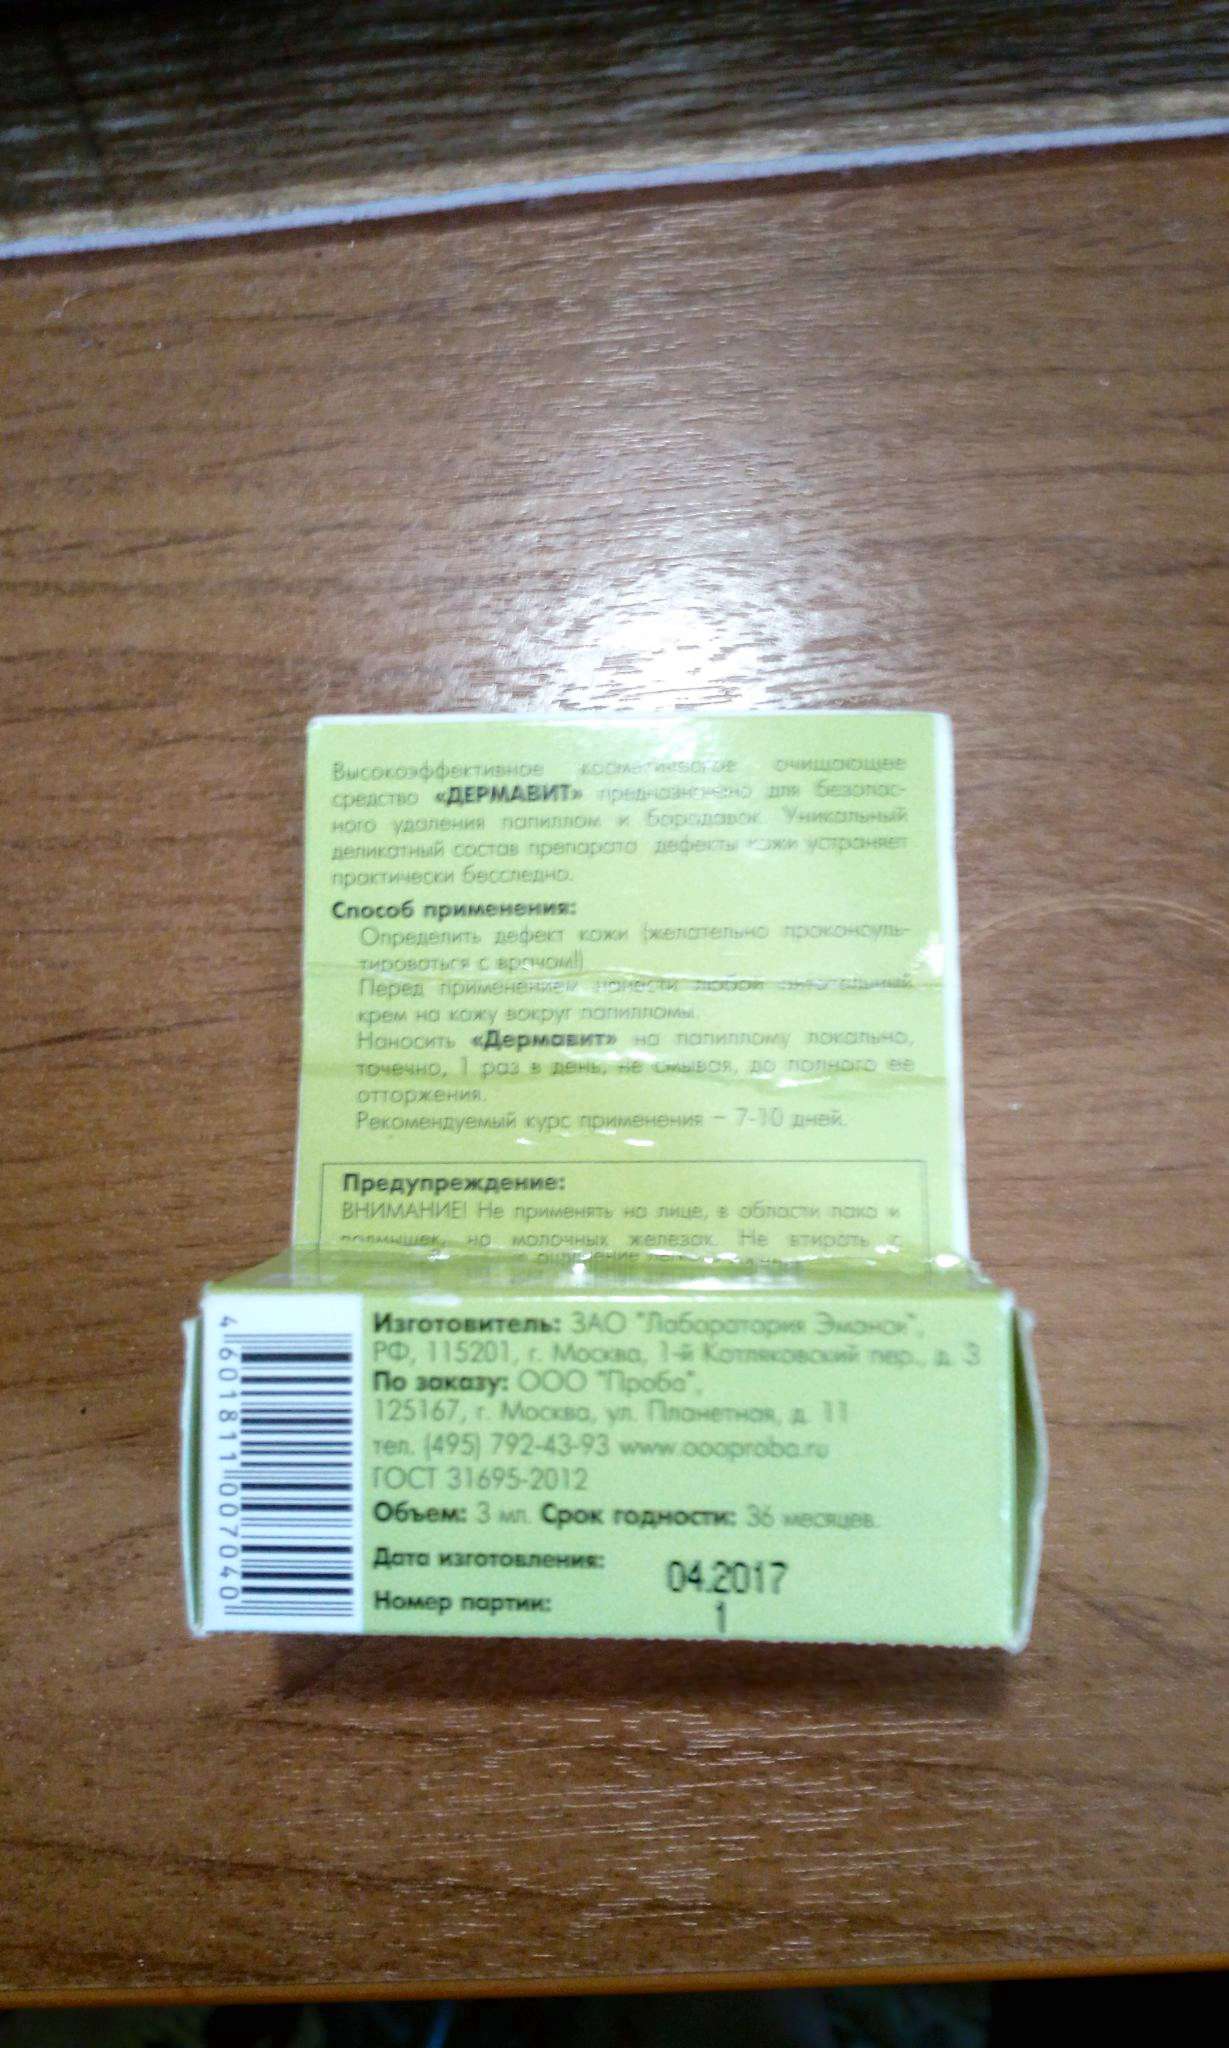 Высокоэффективное косметическое очищающее
средство «ДЕРМАВИТ» предназначено для безопас-
ного удаления папиллом и бородавок. Уникальный
деликатный состав препарата дефекты кожи устраняет
практически бесследно.
Способ применения:
Определить дефект кожи (желательно проконсуль-
тироваться с врачом!)
Перед применением нанести любой питательный
крем на кожу вокруг папилломы.
Наносить «Дермавит» на папиллому локально,
точечно, 1 раз в день, не смывая, до полного ее
отторжения.
Рекомендуемый курс применения – 7-10 дней.
Предупреждение:
ВНИМАНИЕ! Не применять на лице, в области паха и
подмышек, на молочных железах. Не втирать с
ощущение
Изготовитель: ЗАО "Лаборатория Эманси",
РФ, 115201, г. Москва, 1-й Котляковский пер., д. 3
По заказу: ООО "Проба",
125167, г. Москва, ул. Планетная, д. 11
тел. (495) 792-43-93 www.oooproba.ru
ГОСТ 31695-2012
Объем: 3 мл. Срок годности: 36 месяцев.
Дата изготовления: 04.2017
Номер партии: 1
4601811007040